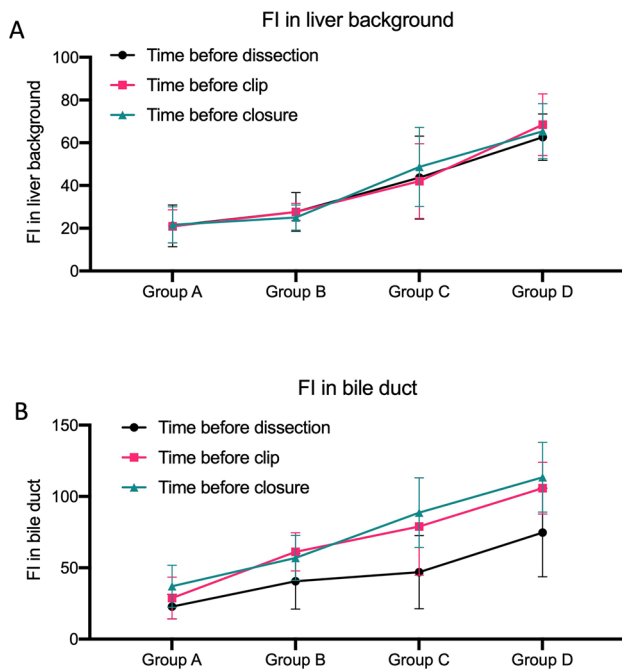 A
FI in liver background
Time before dissection
Time before clip
Time before closure
FI in liver background
100
80
60
40
20
0
Group A Group B Group C Group D
B
FI in bile duct
Time before dissection
Time before clip
Time before closure
FI in bile duct
150
100
50
0
Group A Group B Group C Group D